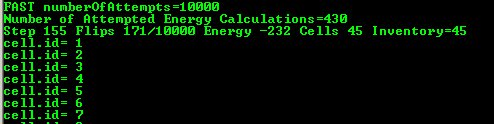 FAST numberOfAttempts=10000
Number of Attempted Energy Calculations=430
Step 155 Flips 171/10000 Energy -232 Cells 45 Inventory=45
cell.id= 1
cell.id= 2
cell.id= 3
cell.id= 4
cell.id= 5
cell.id= 6
cell.id= 7